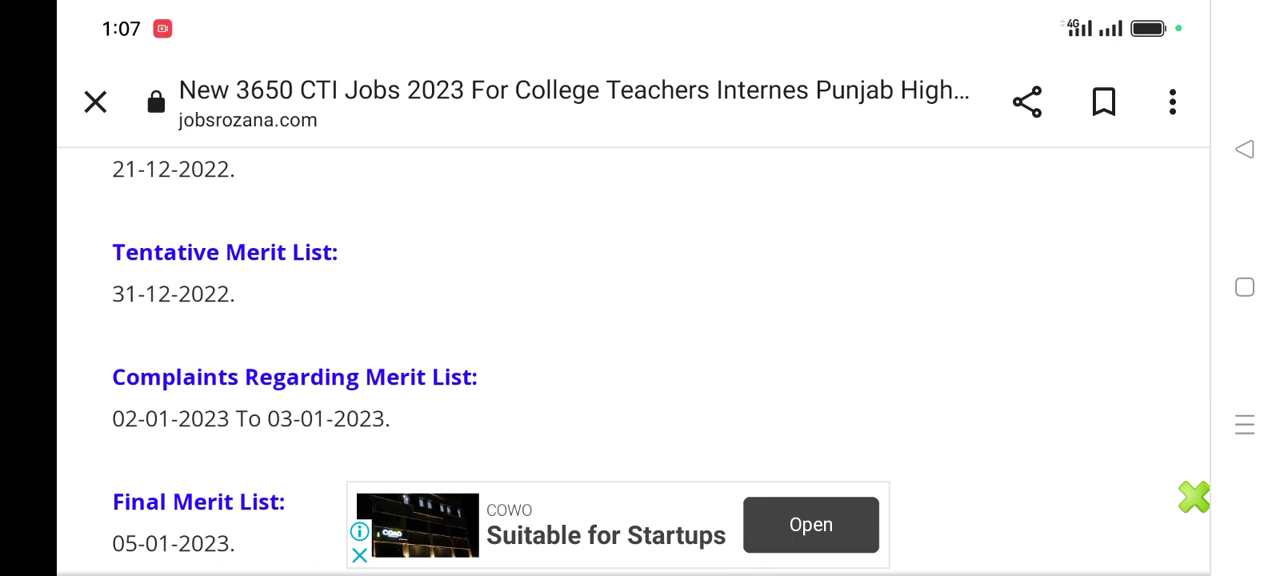 1:07
4G
New 3650 CTI Jobs 2023 For College Teachers Internes Punjab High...
jobsrozana.com
21-12-2022.
Tentative Merit List:
31-12-2022.
Complaints Regarding Merit List:
02-01-2023 To 03-01-2023.
Final Merit List:
05-01-2023.
COWO
Suitable for Startups
Open